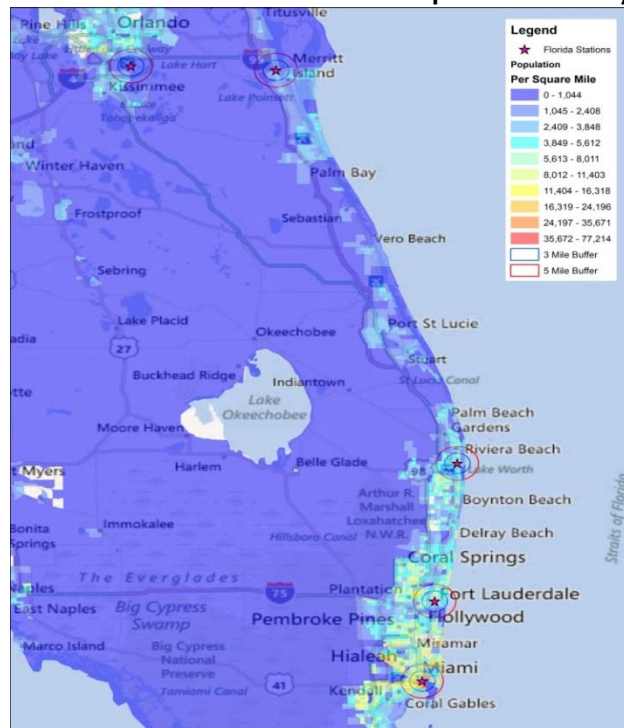 Titusville
Pine Hills
Orlando
Lake Hart
Merritt
Island
Kissimmee
Lake Poinsett
Tohopekaliga
Winter Haven
Palm Bay
Frostproof
Sebastian
Vero Beach
Sebring
Lake Placid
Okeechobee
Port St Lucie
27
Stuart
Buckhead Ridge
Indiantown
St Lucie Canal
Lake
Okeechobee
Moore Haven
Palm Beach
Gardens
Riviera Beach
Harlem
Belle Glade
98
Lake Worth
t Myers
Arthur R.
Marshall
Loxahatchee
N.W.R.
Boynton Beach
Immokalee
Bonita
Springs
Hillsboro Canal
Delray Beach
Coral Springs
Straits of Florida
The Everglades
Plantation
75
Fort Lauderdale
Naples
East Naples
Big Cypress
Swamp
Pembroke Pines
Hollywood
Marco Island
Big Cypress
National
Preserve
Miramar
Hialeah
Miami
Tamiami Canal
41
Kendall
Coral Gables
Legend
Florida Stations
Population
Per Square Mile
0 - 1,044
1,045 - 2,408
2,409 - 3,848
3,849 - 5,612
5,613 - 8,011
8,012 - 11,403
11,404 - 16,318
16,319 - 24,196
24,197 - 35,671
35,672 - 77,214
3 Mile Buffer
5 Mile Buffer